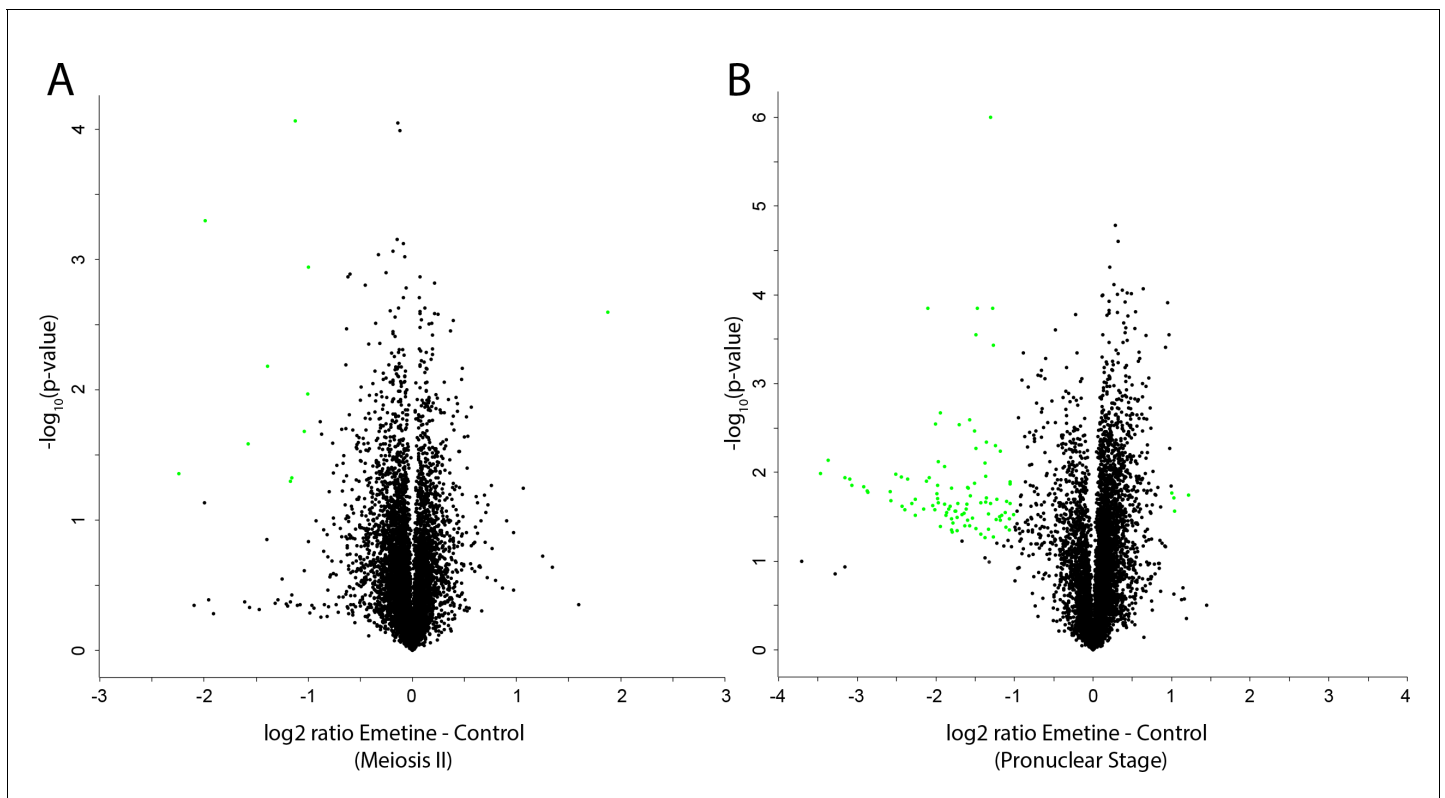 A
4
3
2
1
0
-log10(p-value)
-3 -2 -1 0 1 2 3
log2 ratio Emetine - Control
(Meiosis II)
B
6
5
4
3
2
1
0
-log10(p-value)
-4 -3 -2 -1 0 1 2 3 4
log2 ratio Emetine - Control
(Pronuclear Stage)